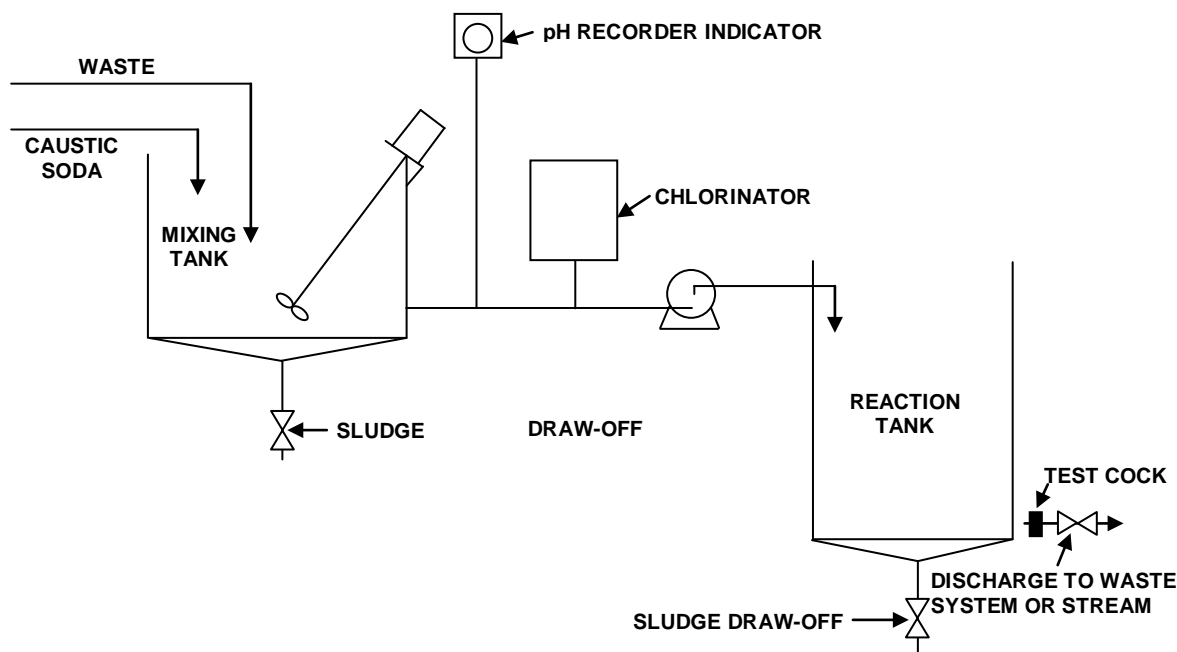 pH RECORDER INDICATOR
WASTE
CAUSTIC
SODA
CHLORINATOR
MIXING
TANK
REACTION
TANK
SLUDGE
DRAW-OFF
TEST COCK
DISCHARGE TO WASTE
SYSTEM OR STREAM
SLUDGE DRAW-OFF